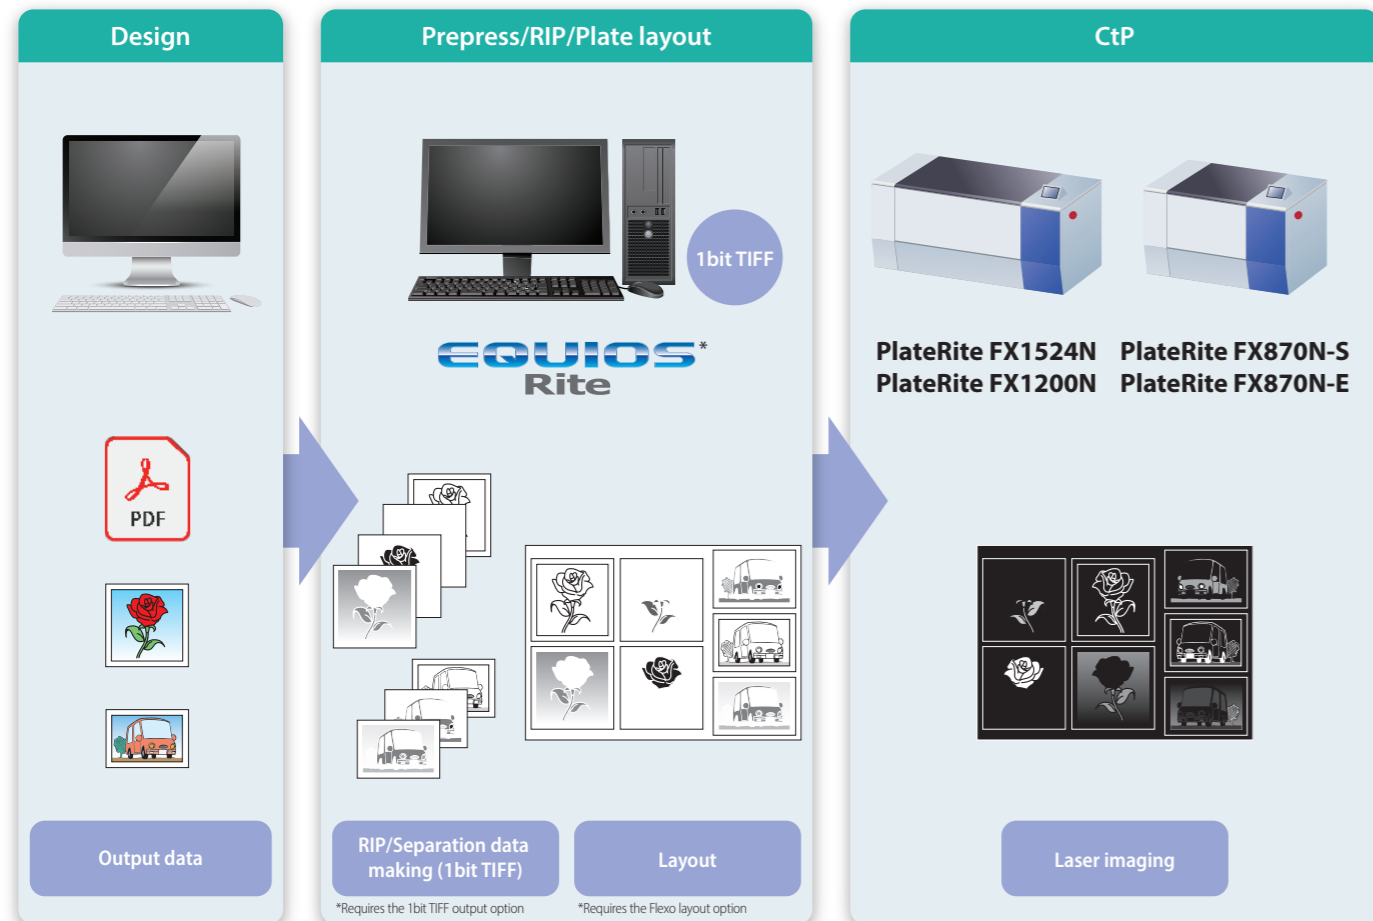 Design
Prepress/RIP/Plate layout
CtP
1bit TIFF
EQUIOS*
Rite
PlateRite FX1524N
PlateRite FX1200N
PlateRite FX870N-S
PlateRite FX870N-E
PDF
Output data
RIP/Separation data
making (1bit TIFF)
*Requires the 1bit TIFF output option
Layout
*Requires the Flexo layout option
Laser imaging